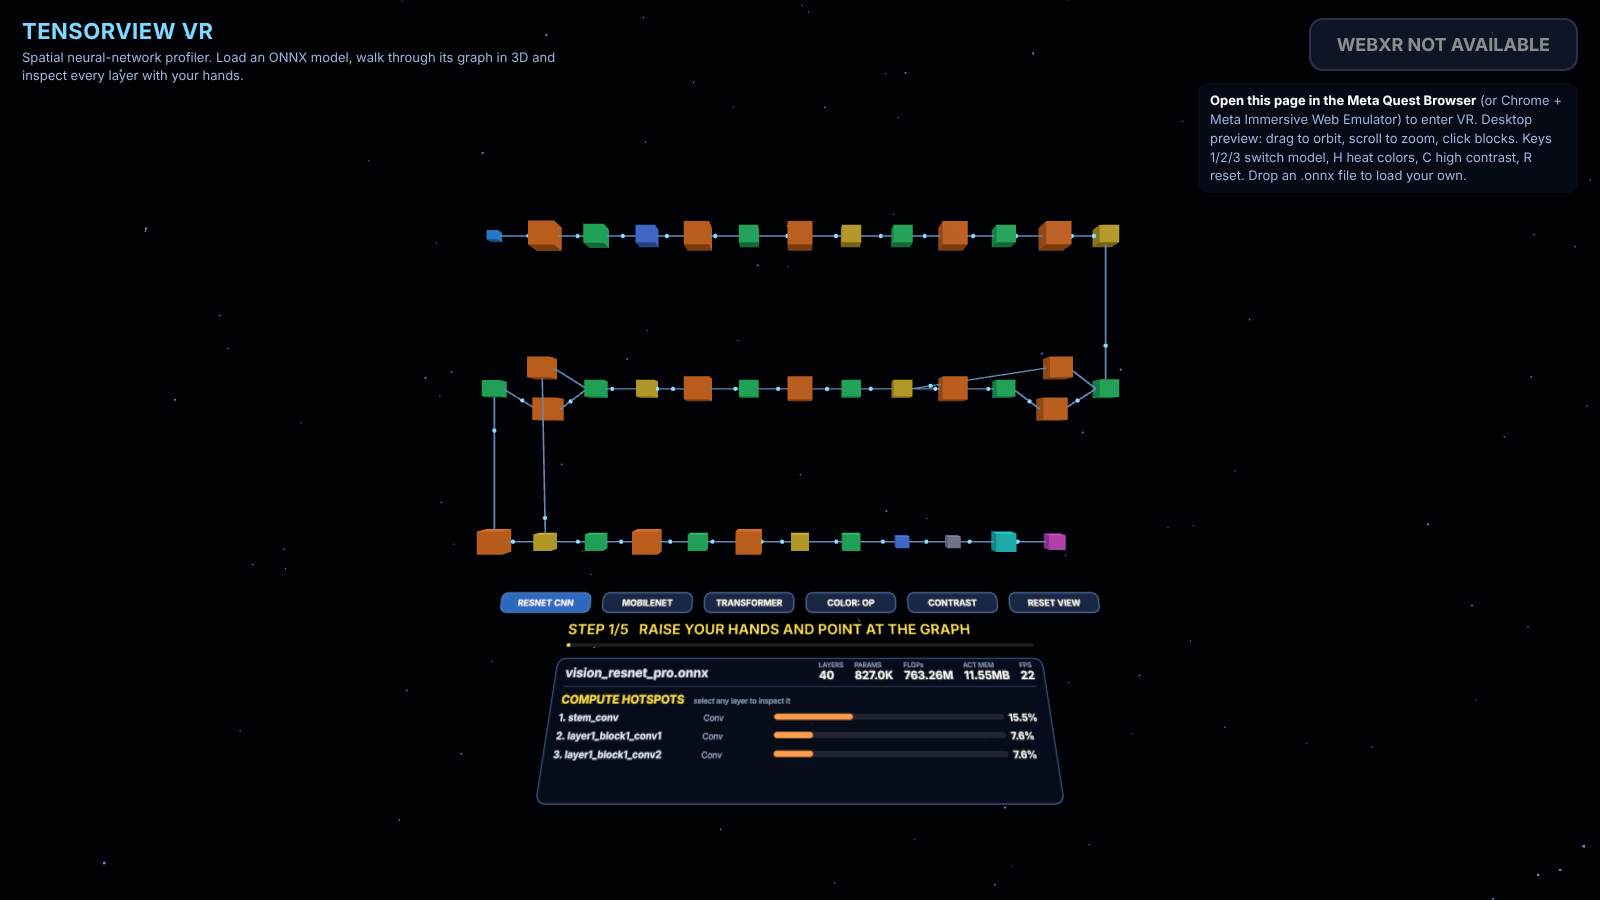 TENSORVIEW VR
Spatial neural-network profiler. Load an ONNX model, walk through its graph in 3D and
inspect every layer with your hands.
WEBXR NOT AVAILABLE
Open this page in the Meta Quest Browser (or Chrome +
Meta Immersive Web Emulator) to enter VR. Desktop
preview: drag to orbit, scroll to zoom, click blocks. Keys
1/2/3 switch model, H heat colors, C high contrast, R
reset. Drop an .onnx file to load your own.
RESNET CNN MOBILENET TRANSFORMER COLOR: OP CONTRAST RESET VIEW
STEP 1/5 RAISE YOUR HANDS AND POINT AT THE GRAPH
LAYERS PARAMS FLOPs ACT MEM FPS
vision_resnet_pro.onnx 40 827.0K 763.26M 11.55MB 22
COMPUTE HOTSPOTS select any layer to inspect it
1. stem_conv Conv 15.5%
2. layer1_block1_conv1 Conv 7.6%
3. layer1_block1_conv2 Conv 7.6%